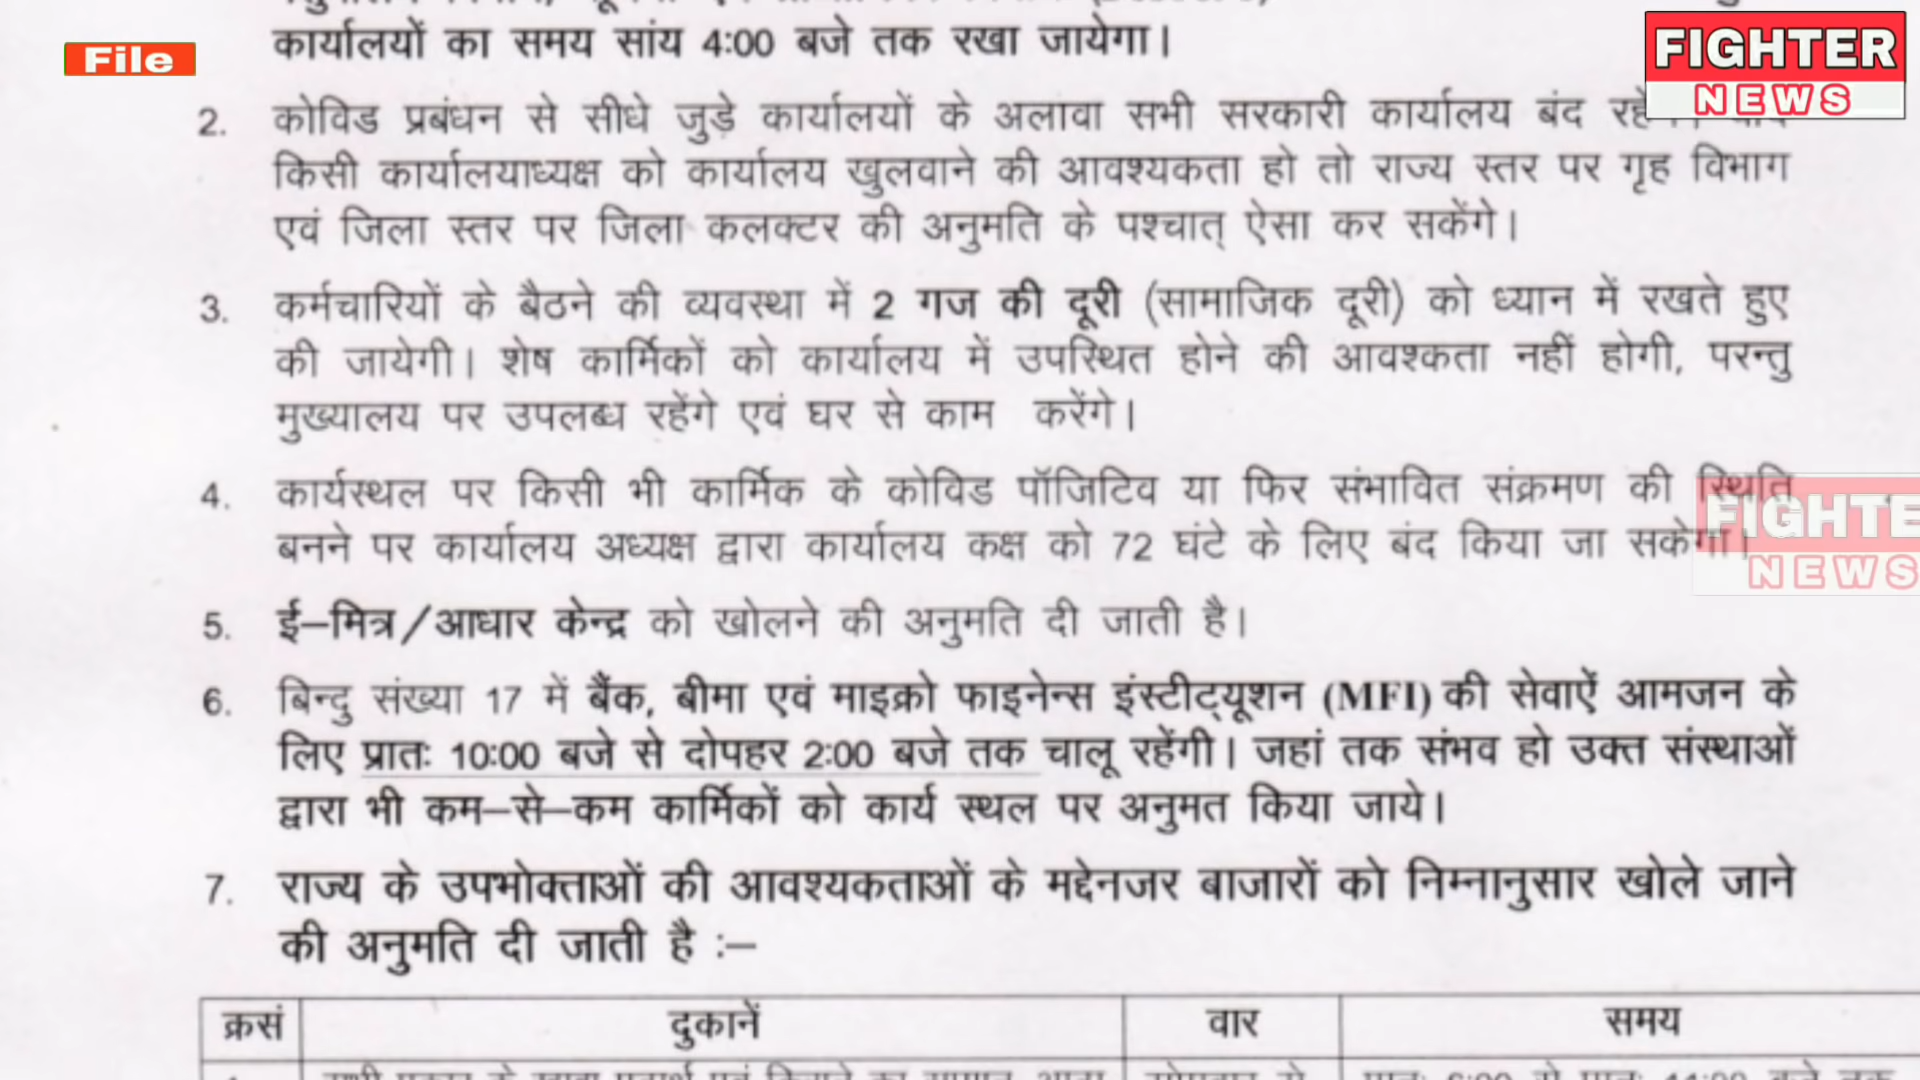 कार्यालयों का समय सांय 4:00 बजे तक रखा जायेगा।
File
FIGHTER
NEWS
2. कोविड प्रबंधन से सीधे जुड़े कार्यालयों के अलावा सभी सरकारी कार्यालय बंद
किसी कार्यालयाध्यक्ष को कार्यालय खुलवाने की आवश्यकता हो तो राज्य स्तर पर गृह विभाग
एवं जिला स्तर पर जिला कलक्टर की अनुमति के पश्चात् ऐसा कर सकेंगे।
3. कर्मचारियों के बैठने की व्यवस्था में 2 गज की दूरी (सामाजिक दूरी) को ध्यान में रखते हुए
की जायेगी। शेष कार्मिकों को कार्यालय में उपस्थित होने की आवश्कता नहीं होगी, परन्तु
मुख्यालय पर उपलब्ध रहेंगे एवं घर से काम करेंगे।
4. कार्यस्थल पर किसी भी कार्मिक के कोविड पॉजिटिव या फिर संभावित संक्रमण की स्थिति
बनने पर कार्यालय अध्यक्ष द्वारा कार्यालय कक्ष को 72 घंटे के लिए बंद किया जा सकेगा।
FIGHTE
NEWS
5. ई–मित्र/आधार केन्द्र को खोलने की अनुमति दी जाती है।
6. बिन्दु संख्या 17 में बैंक, बीमा एवं माइक्रो फाइनेन्स इंस्टीट्यूशन (MFI) की सेवाऐं आमजन के
लिए प्रातः 10:00 बजे से दोपहर 2:00 बजे तक चालू रहेंगी। जहां तक संभव हो उक्त संस्थाओं
द्वारा भी कम–से–कम कार्मिकों को कार्य स्थल पर अनुमत किया जाये।
7. राज्य के उपभोक्ताओं की आवश्यकताओं के मद्देनजर बाजारों को निम्नानुसार खोले जाने
की अनुमति दी जाती है :–
क्रसं दुकानें वार समय